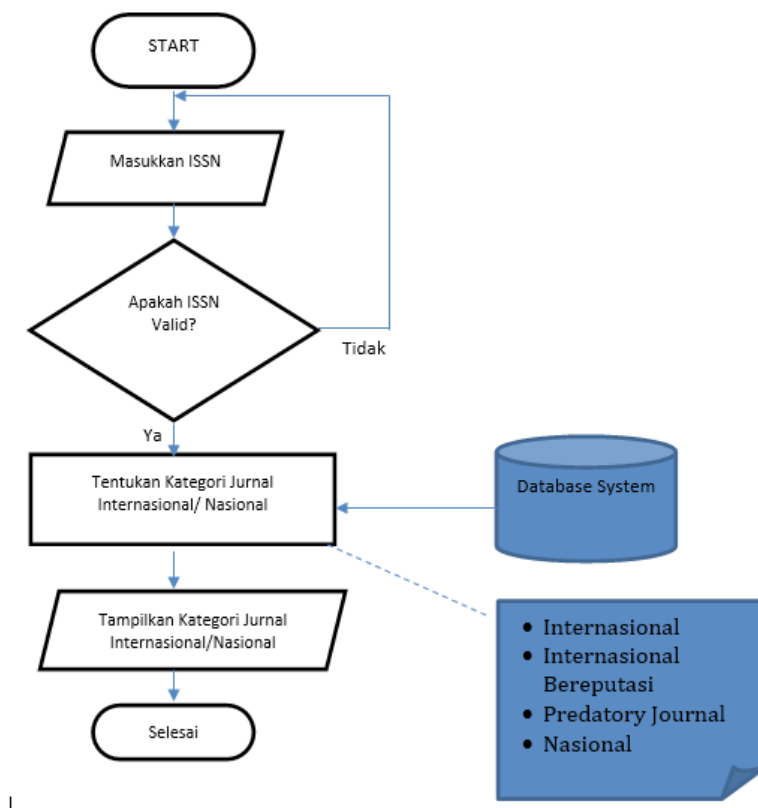 START
Masukkan ISSN
Apakah ISSN
Valid?
Tidak
Ya
Tentukan Kategori Jurnal
Internasional/ Nasional
Database System
Tampilkan Kategori Jurnal
Internasional/Nasional
• Internasional
• Internasional
Bereputasi
• Predatory Journal
• Nasional
Selesai